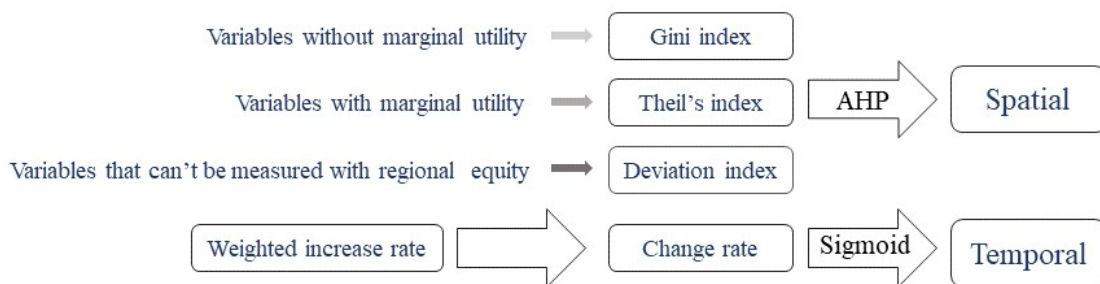 Variables without marginal utility
Gini index
Variables with marginal utility
Theil's index
AHP
Spatial
Variables that can't be measured with regional equity
Deviation index
Weighted increase rate
Change rate
Sigmoid
Temporal